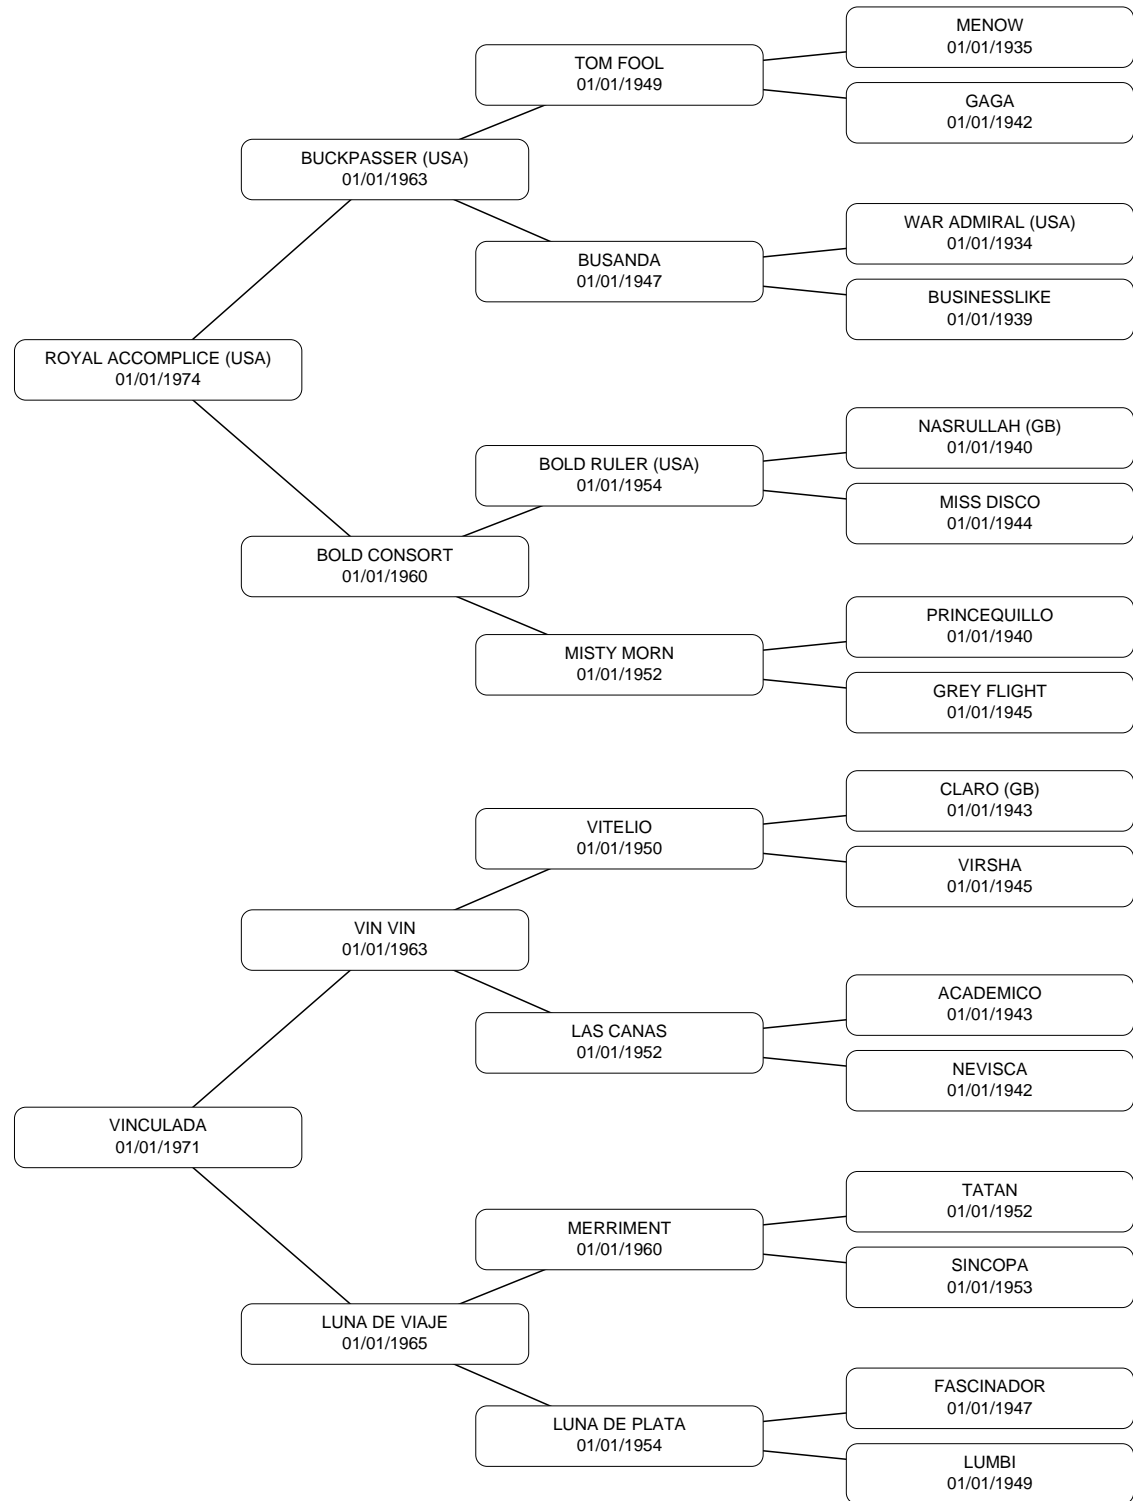 MENOW
01/01/1935
TOM FOOL
01/01/1949
GAGA
01/01/1942
BUCKPASSER (USA)
01/01/1963
WAR ADMIRAL (USA)
01/01/1934
BUSANDA
01/01/1947
BUSINESSLIKE
01/01/1939
ROYAL ACCOMPLICE (USA)
01/01/1974
NASRULLAH (GB)
01/01/1940
BOLD RULER (USA)
01/01/1954
MISS DISCO
01/01/1944
BOLD CONSORT
01/01/1960
PRINCEQUILLO
01/01/1940
MISTY MORN
01/01/1952
GREY FLIGHT
01/01/1945
CLARO (GB)
01/01/1943
VITELIO
01/01/1950
VIRSHA
01/01/1945
VIN VIN
01/01/1963
ACADEMICO
01/01/1943
LAS CANAS
01/01/1952
NEVISCA
01/01/1942
VINCULADA
01/01/1971
TATAN
01/01/1952
MERRIMENT
01/01/1960
SINCOPA
01/01/1953
LUNA DE VIAJE
01/01/1965
FASCINADOR
01/01/1947
LUNA DE PLATA
01/01/1954
LUMBI
01/01/1949